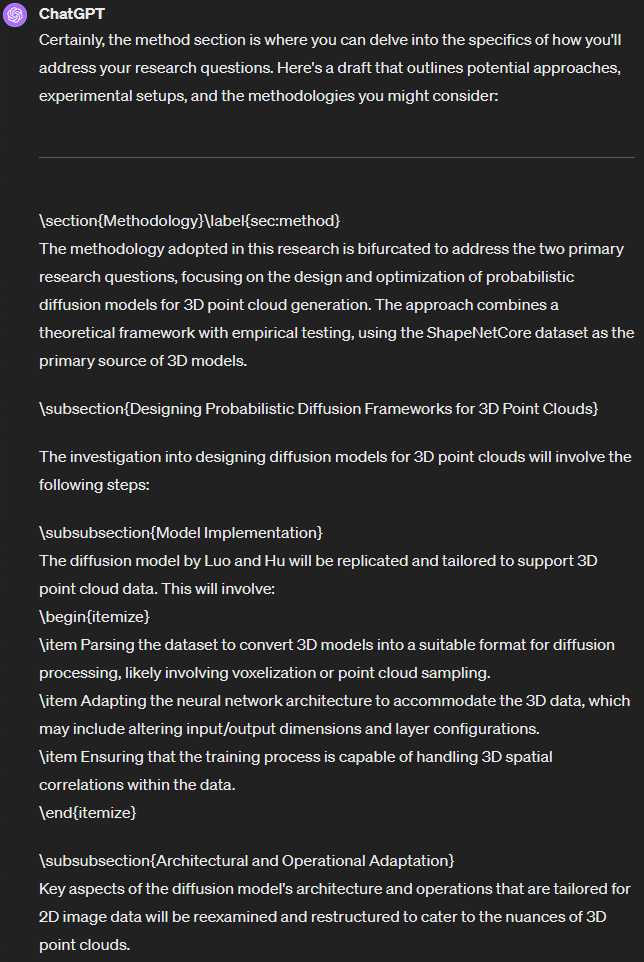 ChatGPT
Certainly, the method section is where you can delve into the specifics of how you'll
address your research questions. Here's a draft that outlines potential approaches,
experimental setups, and the methodologies you might consider:
\section{Methodology}\label{sec:method}
The methodology adopted in this research is bifurcated to address the two primary
research questions, focusing on the design and optimization of probabilistic
diffusion models for 3D point cloud generation. The approach combines a
theoretical framework with empirical testing, using the ShapeNetCore dataset as the
primary source of 3D models.
\subsection{Designing Probabilistic Diffusion Frameworks for 3D Point Clouds}
The investigation into designing diffusion models for 3D point clouds will involve the
following steps:
\subsubsection{Model Implementation}
The diffusion model by Luo and Hu will be replicated and tailored to support 3D
point cloud data. This will involve:
\begin{itemize}
\item Parsing the dataset to convert 3D models into a suitable format for diffusion
processing, likely involving voxelization or point cloud sampling.
\item Adapting the neural network architecture to accommodate the 3D data, which
may include altering input/output dimensions and layer configurations.
\item Ensuring that the training process is capable of handling 3D spatial
correlations within the data.
\end{itemize}
\subsubsection{Architectural and Operational Adaptation}
Key aspects of the diffusion model's architecture and operations that are tailored for
2D image data will be reexamined and restructured to cater to the nuances of 3D
point clouds.